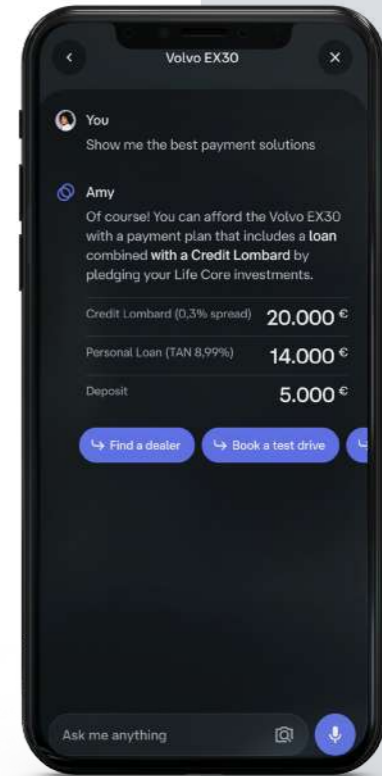 Volvo EX30
You
Show me the best payment solutions
Amy
Of course! You can afford the Volvo EX30
with a payment plan that includes a loan
combined with a Credit Lombard by
pledging your Life Core investments.
Credit Lombard (0,3% spread) 20.000 €
Personal Loan (TAN 8,99%) 14.000 €
Deposit 5.000 €
Find a dealer Book a test drive
Ask me anything